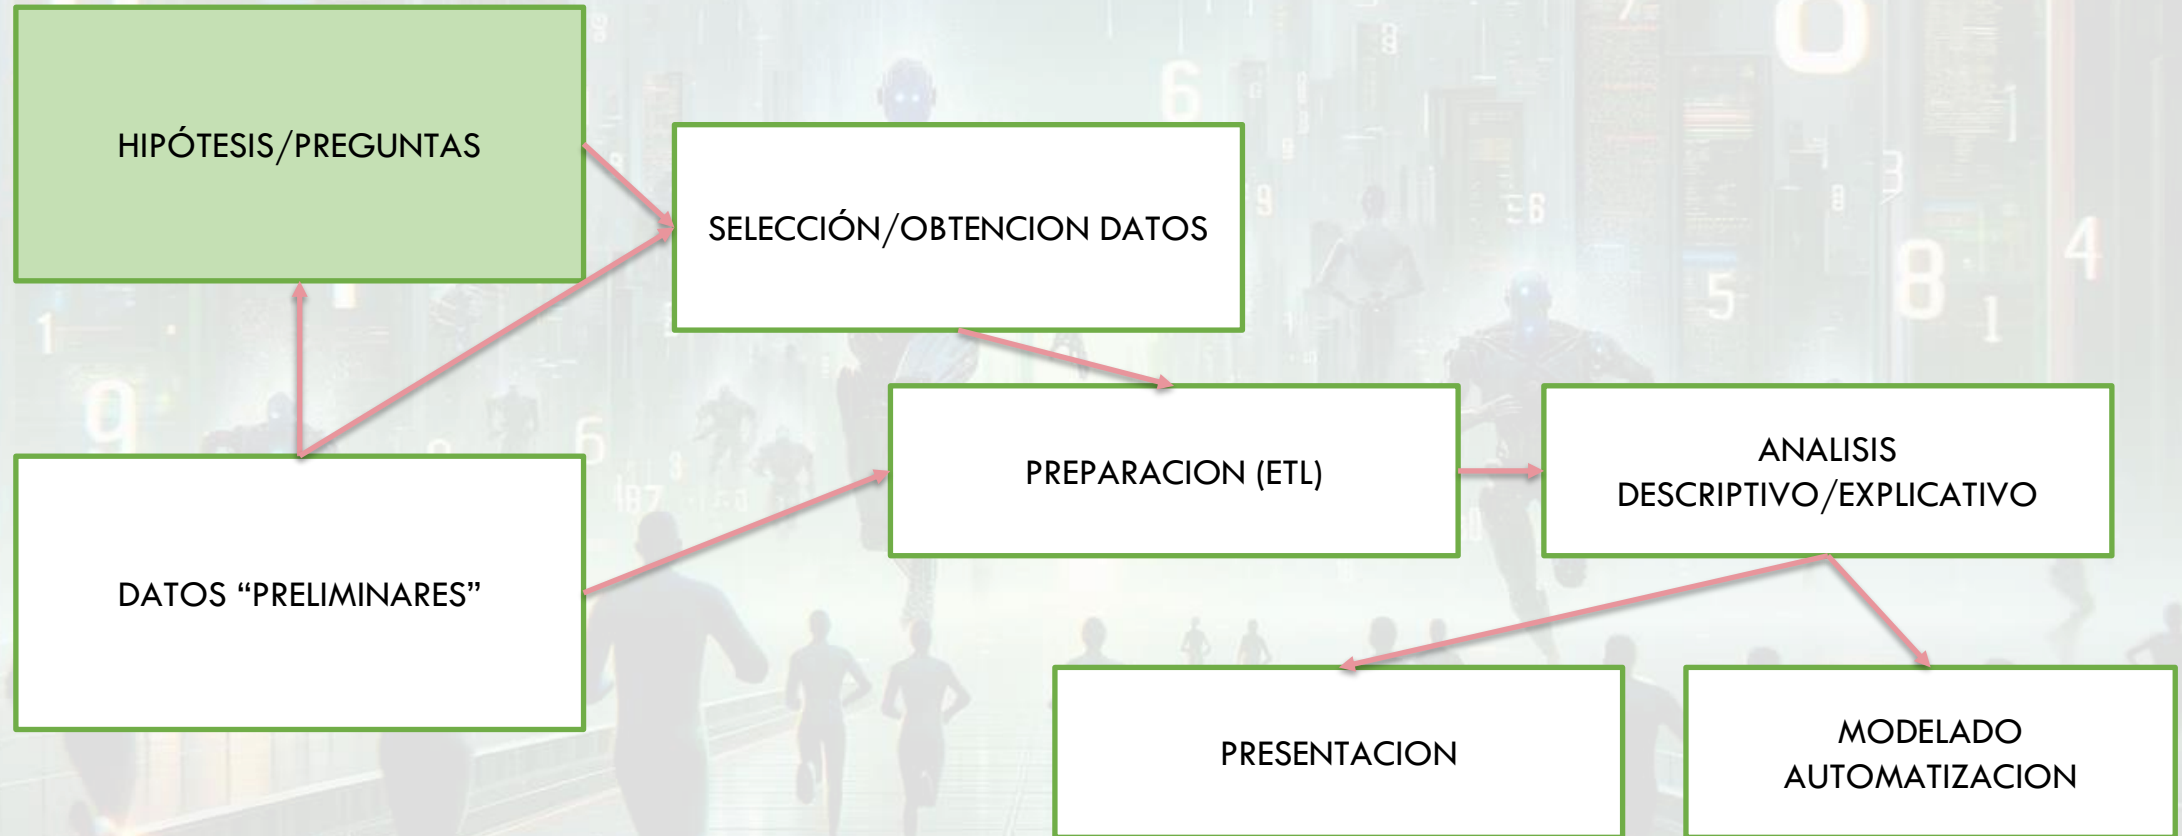 HIPÓTESIS/PREGUNTAS
SELECCIÓN/OBTENCION DATOS
PREPARACION (ETL)
ANALISIS
DESCRIPTIVO/EXPLICATIVO
DATOS “PRELIMINARES”
PRESENTACION
MODELADO
AUTOMATIZACION